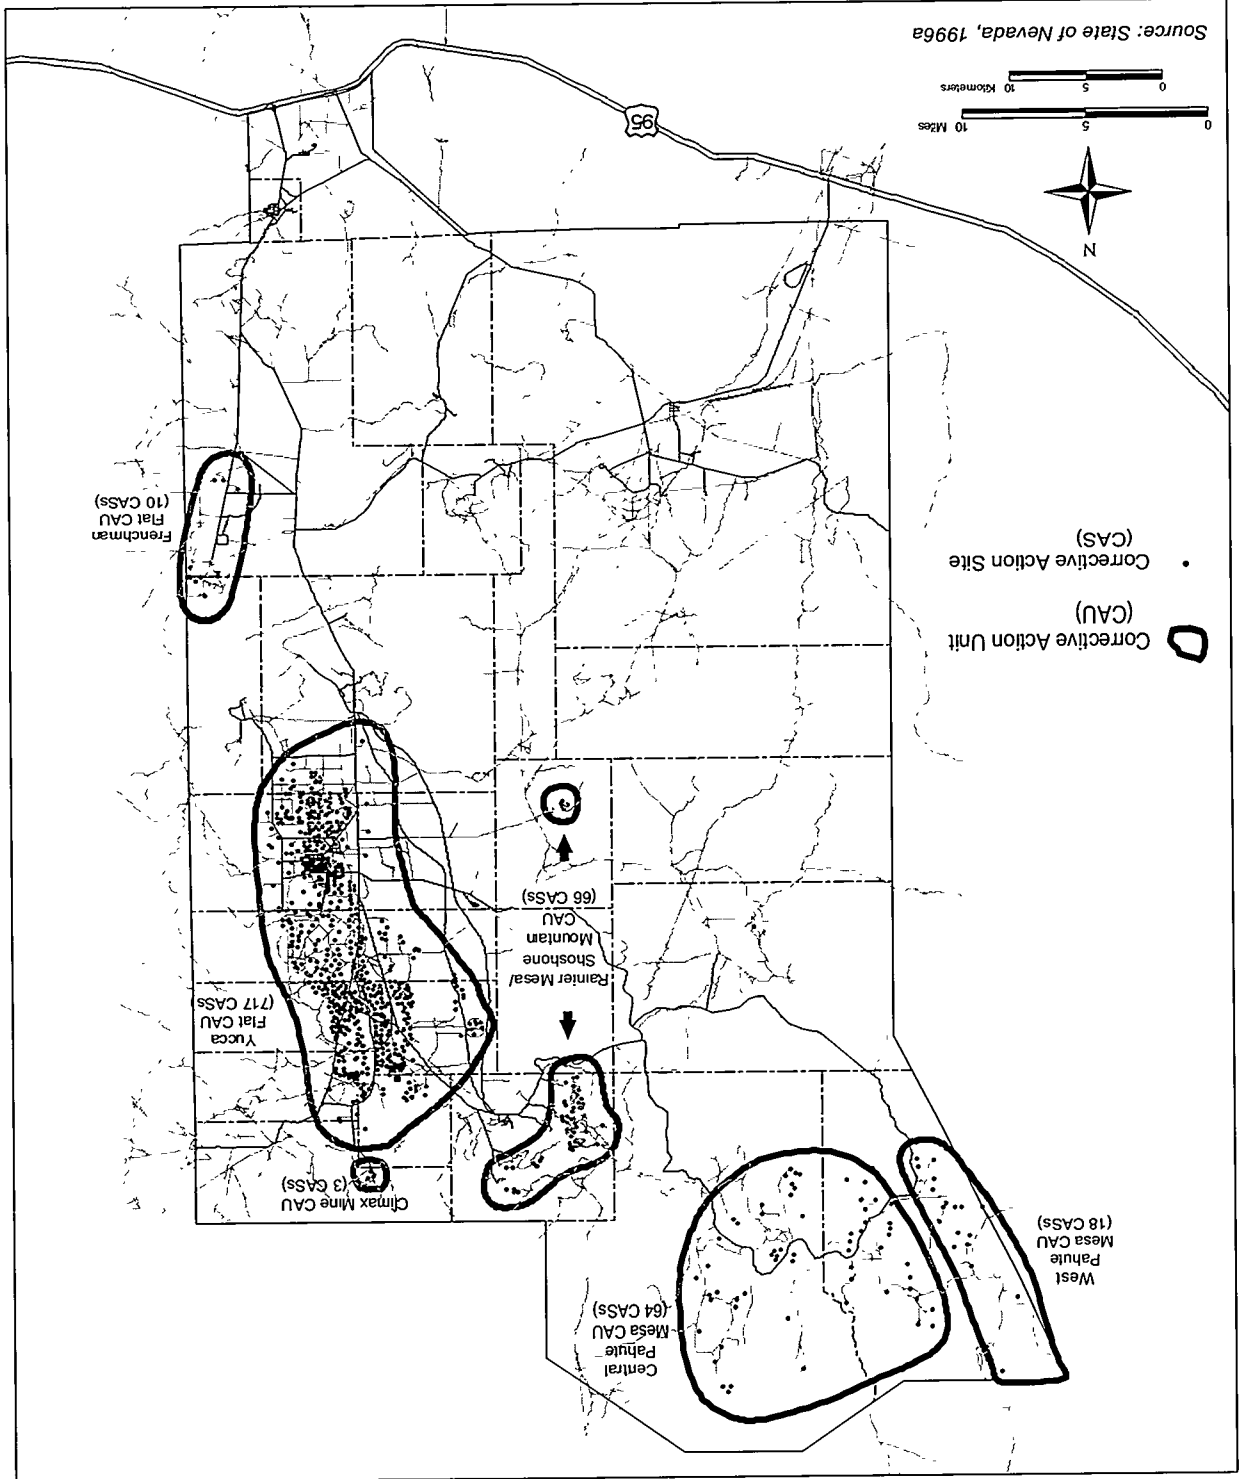 West
Pahute
Mesa CAU
(18 CASs)
Central
Pahute
Mesa CAU
(64 CASs)
Climax Mine CAU
(3 CASs)
Yucca
Flat CAU
(717 CASs)
Rainier Mesa/
Shoshone
Mountain
CAU
(66 CASs)
Corrective Action Unit
(CAU)
Corrective Action Site
(CAS)
Frenchman
Flat CAU
(10 CASs)
N
0 5 10 Miles
0 5 10 Kilometers
95
Source: State of Nevada, 1996a